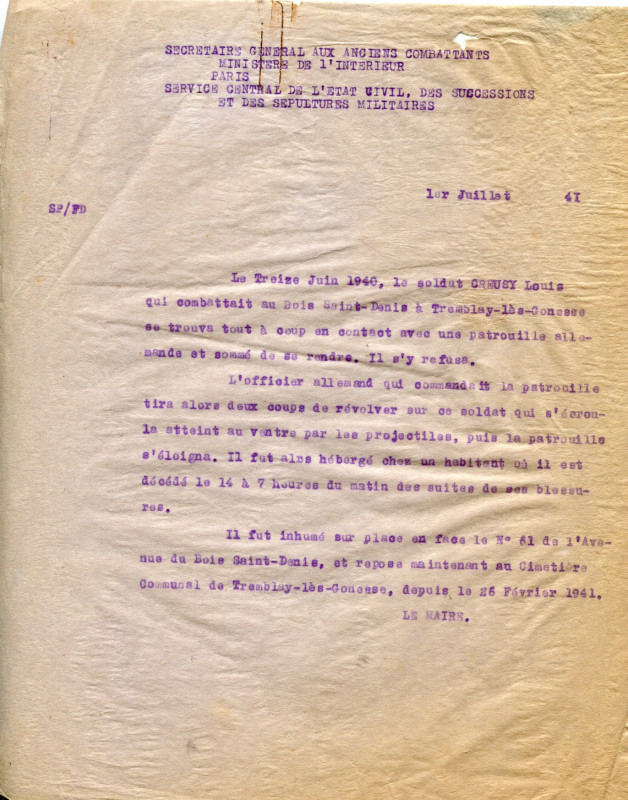 SECRETAIRE GENERAL AUX ANCIENS COMBATTANTS
MINISTERE DE l'INTERIEUR
PARIS
SERVICE CENTRAL DE L'ETAT CIVIL, DES SUCCESSIONS
ET DES SEPULTURES MILITAIRES
1er Juillet 41
SP/FD
Le Treize Juin 1940, le soldat CREUSY Louis
qui combattait au Bois Saint-Denis à Tremblay-lès-Gonesse
se trouva tout à coup en contact avec une patrouille alle-
mande et sommé de se rendre. Il s'y refusa.
L'officier allemand qui commandait la patrouille
tira alors deux coups de révolver sur ce soldat qui s'écrou-
la atteint au ventre par les projectiles, puis la patrouille
s'éloigna. Il fut alrs hébergé chez un habitant où il est
décédé le 14 à 7 heures du matin des suites de ses blessu-
res.
Il fut inhumé sur place en face le N° 61 de l'Ave-
nue du Bois Saint-Denis, et repose maintenant au Cimetière
Communal de Tremblay-lès-Gonesse, depuis le 26 Février 1941.
LE MAIRE.